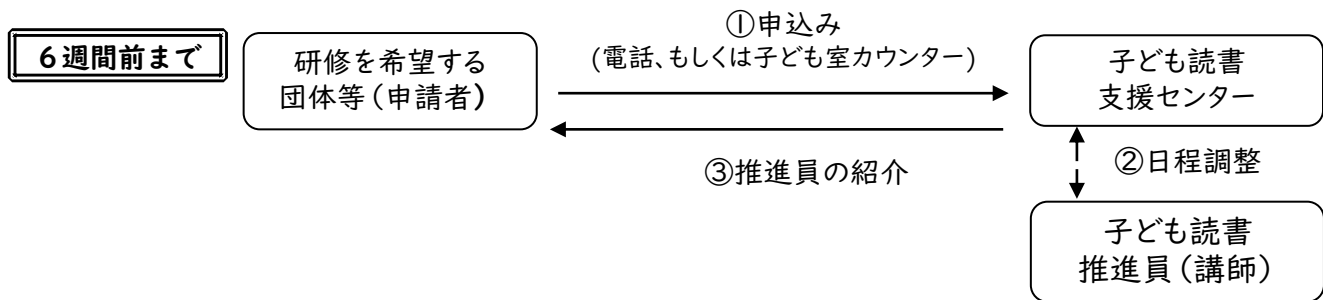 6週間前まで
研修を希望する
団体等(申請者)
①申込み
(電話、もしくは子ども室カウンター)
子ども読書
支援センター
③推進員の紹介
②日程調整
子ども読書
推進員(講師)